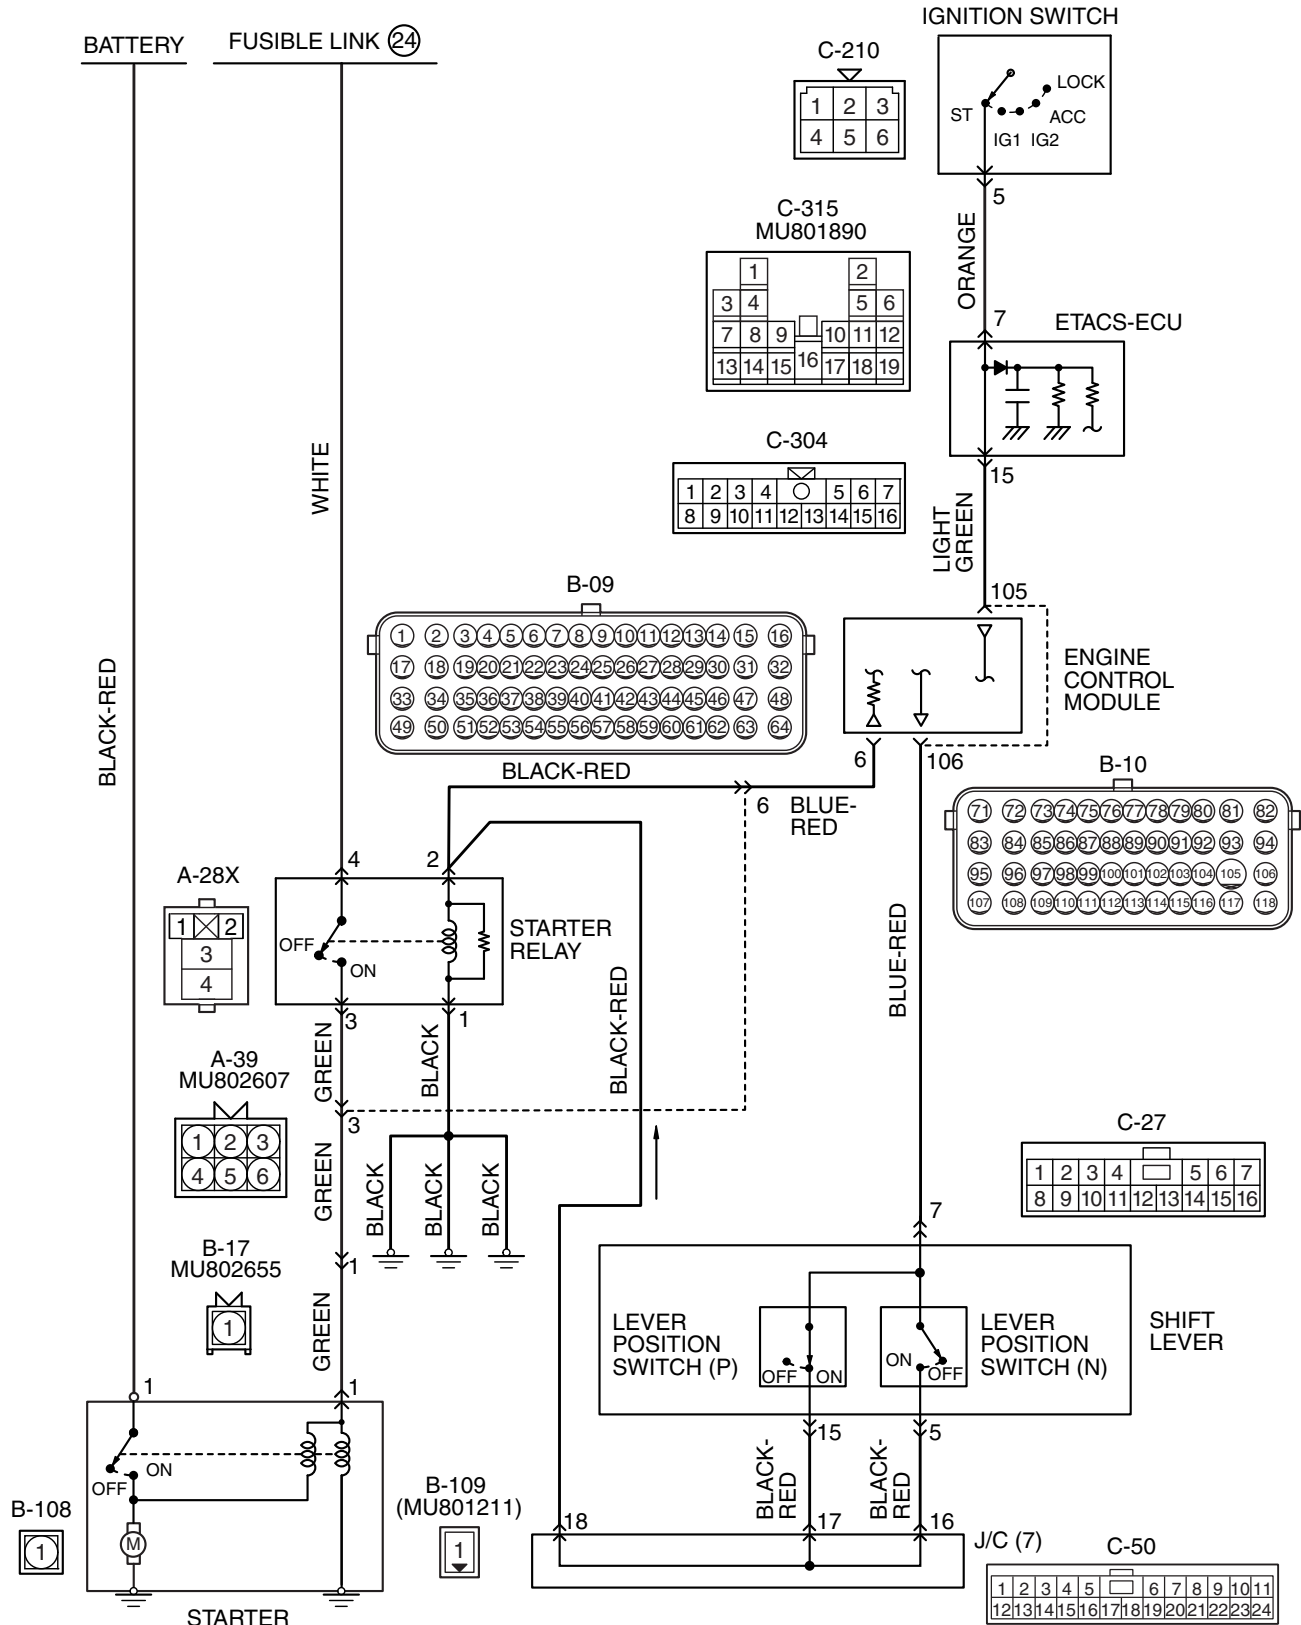 IGNITION SWITCH
BATTERY
FUSIBLE LINK 24
C-210
1 2 3
4 5 6
LOCK
ST
ACC
IG1 IG2
5
C-315
MU801890
1 2
3 4 5 6
7 8 9 10 11 12
13 14 15 16 17 18 19
ORANGE
7
ETACS-ECU
C-304
1 2 3 4 5 6 7
8 9 10 11 12 13 14 15 16
15
WHITE
LIGHT
GREEN
105
B-09
1 2 3 4 5 6 7 8 9 10 11 12 13 14 15 16
17 18 19 20 21 22 23 24 25 26 27 28 29 30 31 32
33 34 35 36 37 38 39 40 41 42 43 44 45 46 47 48
49 50 51 52 53 54 55 56 57 58 59 60 61 62 63 64
ENGINE
CONTROL
MODULE
BLACK-RED
6
106
BLACK-RED
6
BLUE-
RED
B-10
71 72 73 74 75 76 77 78 79 80 81 82
83 84 85 86 87 88 89 90 91 92 93 94
95 96 97 98 99 100 101 102 103 104 105 106
107 108 109 110 111 112 113 114 115 116 117 118
4
2
A-28X
1 2
3
4
OFF
ON
STARTER
RELAY
BLUE-RED
BLACK-RED
3
1
GREEN
BLACK
A-39
MU802607
1 2 3
4 5 6
3
GREEN
BLACK
BLACK
BLACK
C-27
1 2 3 4 5 6 7
8 9 10 11 12 13 14 15 16
7
B-17
MU802655
1
1
GREEN
LEVER
POSITION
SWITCH (P)
OFF
ON
ON
OFF
LEVER
POSITION
SWITCH (N)
SHIFT
LEVER
1
1
15
5
BLACK-
RED
BLACK-
RED
ON
OFF
M
B-108
1
B-109
(MU801211)
1
18
17
16
J/C (7)
C-50
1 2 3 4 5 6 7 8 9 10 11
12 13 14 15 16 17 18 19 20 21 22 23 24
STARTER